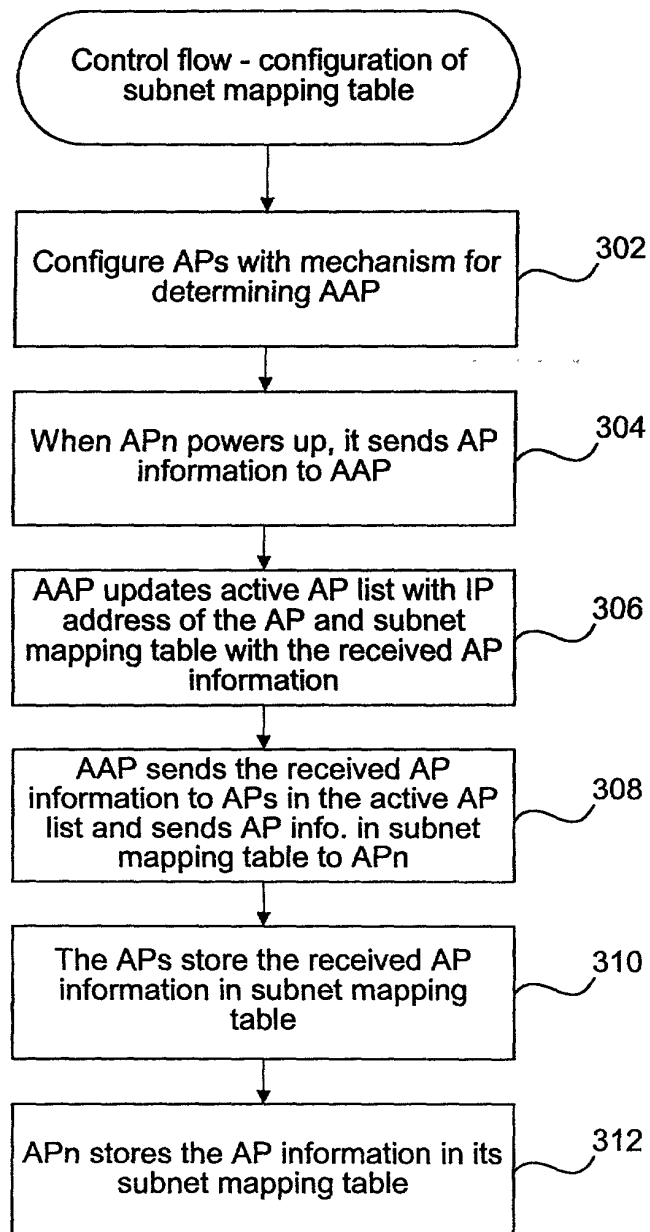 Control flow - configuration of
subnet mapping table
Configure APs with mechanism for
determining AAP
302
When APn powers up, it sends AP
information to AAP
304
AAP updates active AP list with IP
address of the AP and subnet
mapping table with the received AP
information
306
AAP sends the received AP
information to APs in the active AP
list and sends AP info. in subnet
mapping table to APn
308
The APs store the received AP
information in subnet mapping
table
310
APn stores the AP information in its
subnet mapping table
312